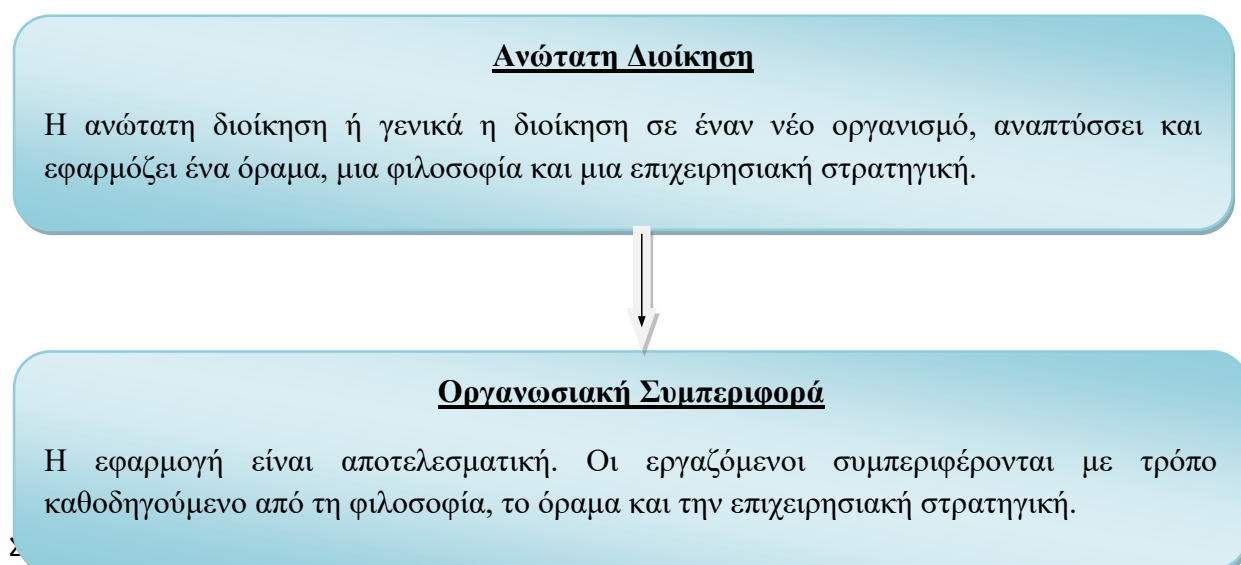 Ανώτατη Διοίκηση
Η ανώτατη διοίκηση ή γενικά η διοίκηση σε έναν νέο οργανισμό, αναπτύσσει και
εφαρμόζει ένα όραμα, μια φιλοσοφία και μια επιχειρησιακή στρατηγική.
Οργανωσιακή Συμπεριφορά
Η εφαρμογή είναι αποτελεσματική. Οι εργαζόμενοι συμπεριφέρονται με τρόπο
καθοδηγούμενο από τη φιλοσοφία, το όραμα και την επιχειρησιακή στρατηγική.